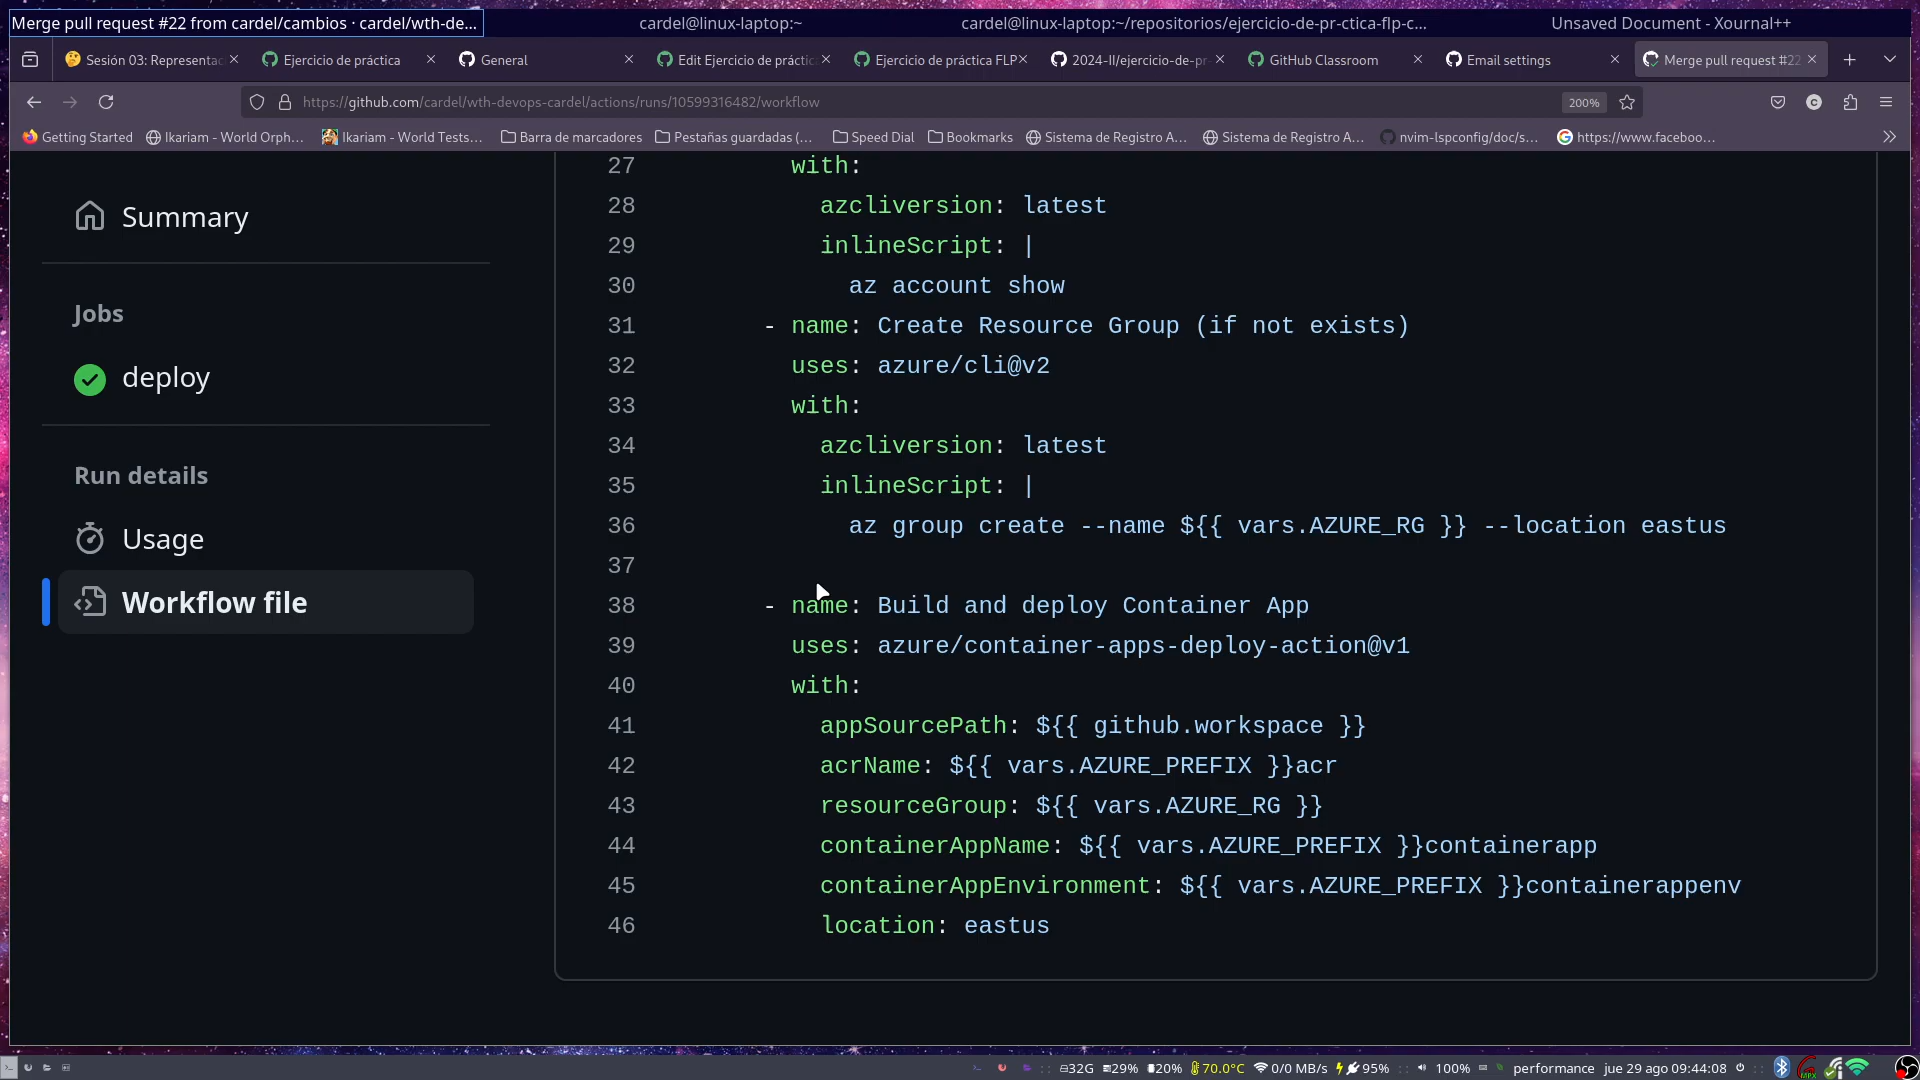 Merge pull request #22 from cardel/cambios · cardel/wth-de...
cardel@linux-laptop:~
cardel@linux-laptop:~/repositorios/ejercicio-de-pr-ctica-flp-c...
Unsaved Document - Xournal++
Sesión 03: Representac
Ejercicio de práctica
General
Edit Ejercicio de práctic
Ejercicio de práctica FLP
2024-II/ejercicio-de-pr
GitHub Classroom
Email settings
Merge pull request #22
https://github.com/cardel/wth-devops-cardel/actions/runs/10599316482/workflow
200%
Getting Started
Ikariam - World Orph...
Ikariam - World Tests...
Barra de marcadores
Pestañas guardadas (...
Speed Dial
Bookmarks
Sistema de Registro A...
Sistema de Registro A...
nvim-lspconfig/doc/s...
https://www.faceboo...
Summary
Jobs
deploy
Run details
Usage
Workflow file
27 with:
28 azcliversion: latest
29 inlineScript: |
30 az account show
31 - name: Create Resource Group (if not exists)
32 uses: azure/cli@v2
33 with:
34 azcliversion: latest
35 inlineScript: |
36 az group create --name ${{ vars.AZURE_RG }} --location eastus
37
38 - name: Build and deploy Container App
39 uses: azure/container-apps-deploy-action@v1
40 with:
41 appSourcePath: ${{ github.workspace }}
42 acrName: ${{ vars.AZURE_PREFIX }}acr
43 resourceGroup: ${{ vars.AZURE_RG }}
44 containerAppName: ${{ vars.AZURE_PREFIX }}containerapp
45 containerAppEnvironment: ${{ vars.AZURE_PREFIX }}containerappenv
46 location: eastus
32G 29% 20% 70.0°C 0/0 MB/s 95% :: 100% performance jue 29 ago 09:44:08